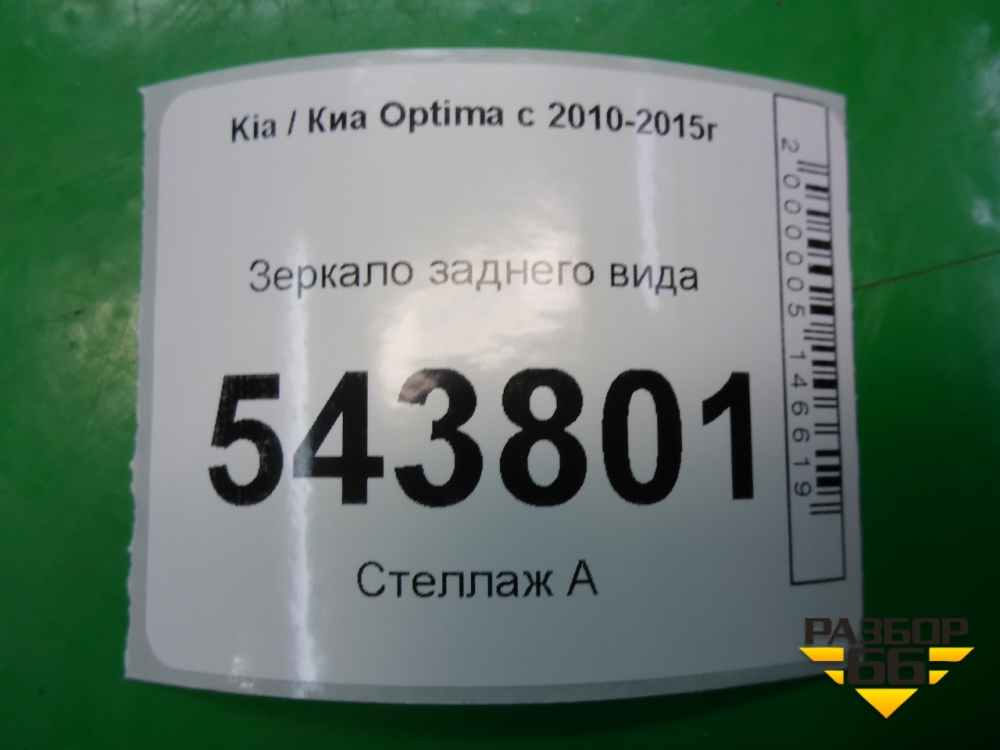 Kia / Киа Optima с 2010-2015г
Зеркало заднего вида
543801
Стеллаж А
2000005146619
РАЗБОР
66